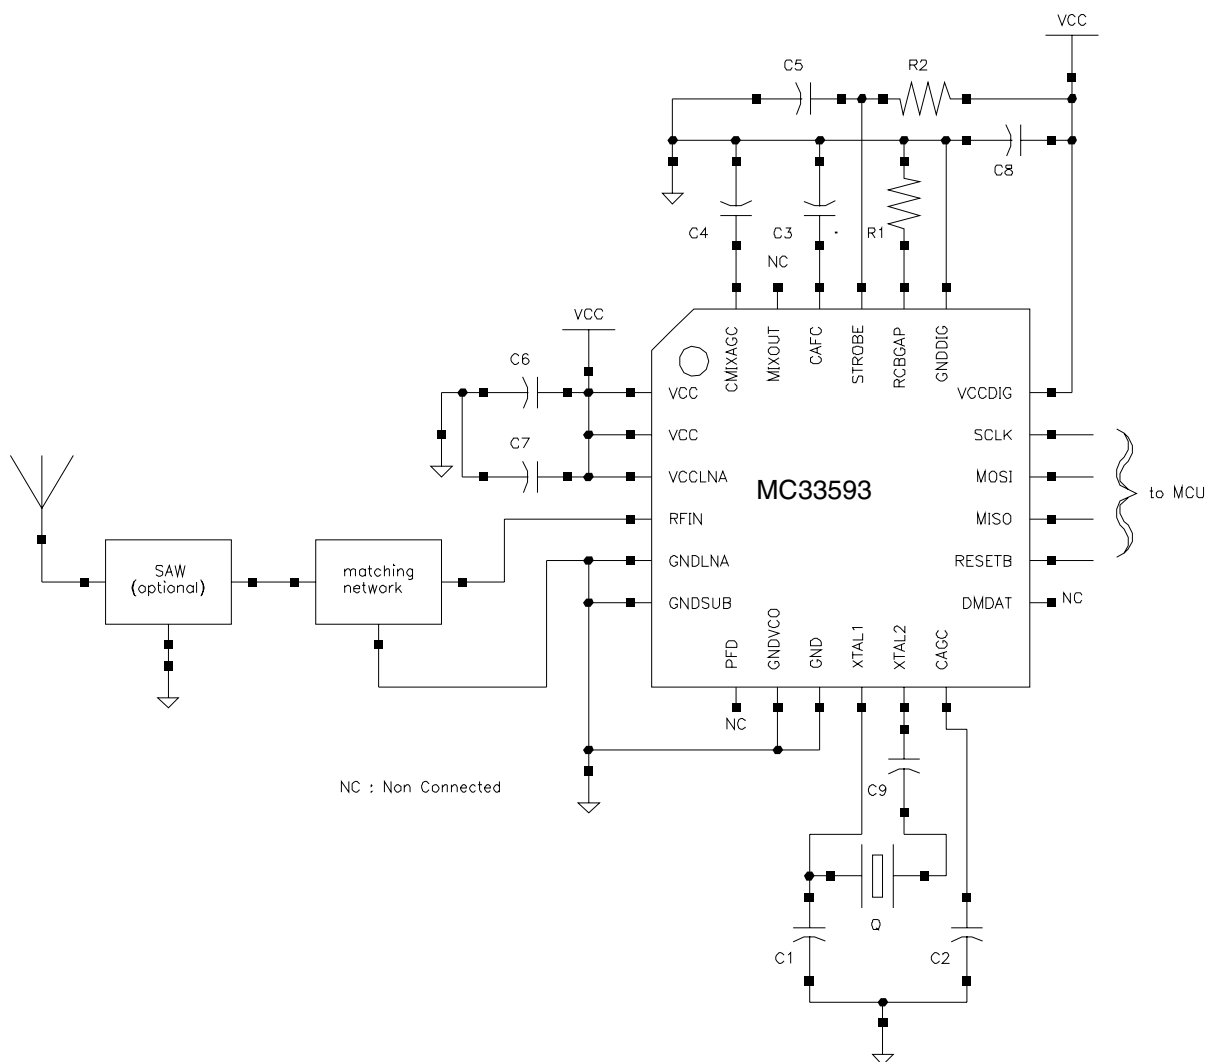 VCC
C5
R2
C8
C4
C3
R1
NC
VCC
C6
C7
CMIXAGC
MIXOUT
CAFC
STROBE
RCBGAP
GNDDIG
VCC
VCC
VCCLNA
RFIN
GNDLNA
GNDSUB
VCCDIG
SCLK
MOSI
MISO
RESETB
DMDAT
NC
MC33593
to MCU
SAW
(optional)
matching
network
PFD
GNDVCO
GND
XTAL1
XTAL2
CAGC
NC
NC : Non Connected
C9
Q
C1
C2